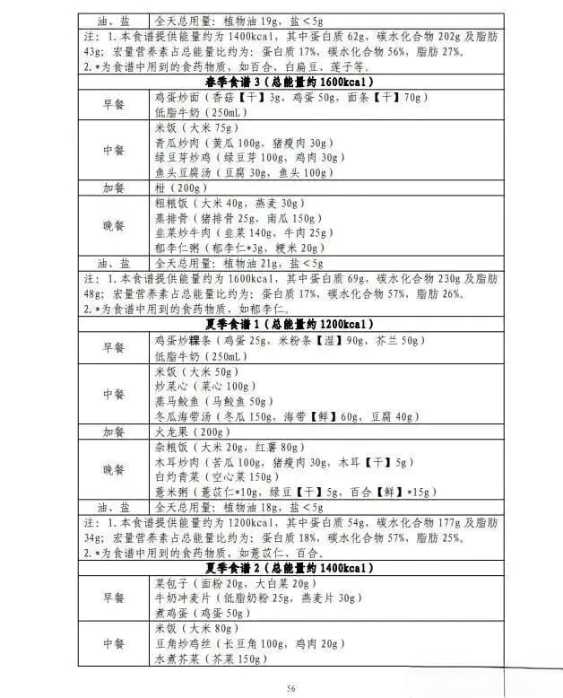 油、盐 全天总用量：植物油 19g，盐＜5g
注：1.本食谱提供能量约为 1400kcal，其中蛋白质 62g，碳水化合物 202g 及脂肪
43g；宏量营养素占总能量比约为：蛋白质 17%，碳水化合物 56%，脂肪 27%。
2.*为食谱中用到的食药物质，如百合、白扁豆、莲子等。
春季食谱 3（总能量约 1600kcal）
早餐
鸡蛋炒面（香菇【干】3g，鸡蛋 50g，面条【干】70g）
低脂牛奶（250mL）
中餐
米饭（大米 75g）
青瓜炒肉（黄瓜 100g，猪瘦肉 30g）
绿豆芽炒鸡（绿豆芽 100g，鸡肉 30g）
鱼头豆腐汤（豆腐 30g，鱼头 100g）
加餐 柑（200g）
晚餐
粗粮饭（大米 40g，燕麦 30g）
蒸排骨（猪排骨 25g，南瓜 150g）
韭菜炒牛肉（韭菜 140g，牛肉 25g）
郁李仁粥（郁李仁*3g，粳米 20g）
油、盐 全天总用量：植物油 21g，盐＜5g
注：1.本食谱提供能量约为 1600kcal，其中蛋白质 69g，碳水化合物 230g 及脂肪
48g；宏量营养素占总能量比约为：蛋白质 17%，碳水化合物 57%，脂肪 26%。
2.*为食谱中用到的食药物质，如郁李仁。
夏季食谱 1（总能量约 1200kcal）
早餐
鸡蛋炒粿条（鸡蛋 25g，米粉条【湿】90g，芥兰 50g）
低脂牛奶（250mL）
中餐
米饭（大米 50g）
炒菜心（菜心 100g）
蒸马鲛鱼（马鲛鱼 50g）
冬瓜海带汤（冬瓜 150g，海带【鲜】60g，豆腐 40g）
加餐 火龙果（200g）
晚餐
杂粮饭（大米 20g，红薯 80g）
木耳炒肉（苦瓜 100g，猪瘦肉 30g，木耳【干】5g）
白灼青菜（空心菜 150g）
薏米粥（薏苡仁*10g，绿豆【干】5g，百合【鲜】*15g）
油、盐 全天总用量：植物油 18g，盐＜5g
注：1.本食谱提供能量约为 1200kcal，其中蛋白质 54g，碳水化合物 177g 及脂肪
34g；宏量营养素占总能量比约为：蛋白质 18%，碳水化合物 57%，脂肪 25%。
2.*为食谱中用到的食药物质，如薏苡仁、百合。
夏季食谱 2（总能量约 1400kcal）
早餐
菜包子（面粉 20g，大白菜 20g）
牛奶冲麦片（低脂奶粉 25g，燕麦片 30g）
煮鸡蛋（鸡蛋 50g）
中餐
米饭（大米 80g）
豆角炒鸡丝（长豆角 100g，鸡肉 20g）
水煮芥菜（芥菜 150g）
56